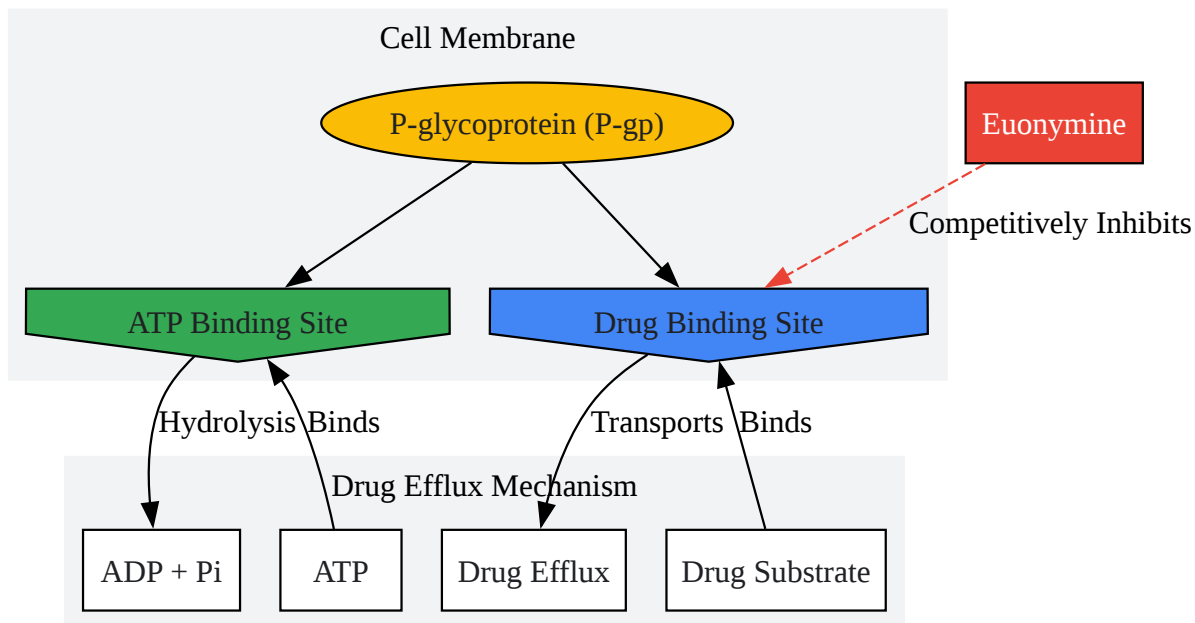 Cell Membrane
P-glycoprotein (P-gp)
Euonymine
Competitively Inhibits
ATP Binding Site
Drug Binding Site
Hydrolysis
Binds
Transports
Binds
Drug Efflux Mechanism
ADP + Pi
ATP
Drug Efflux
Drug Substrate